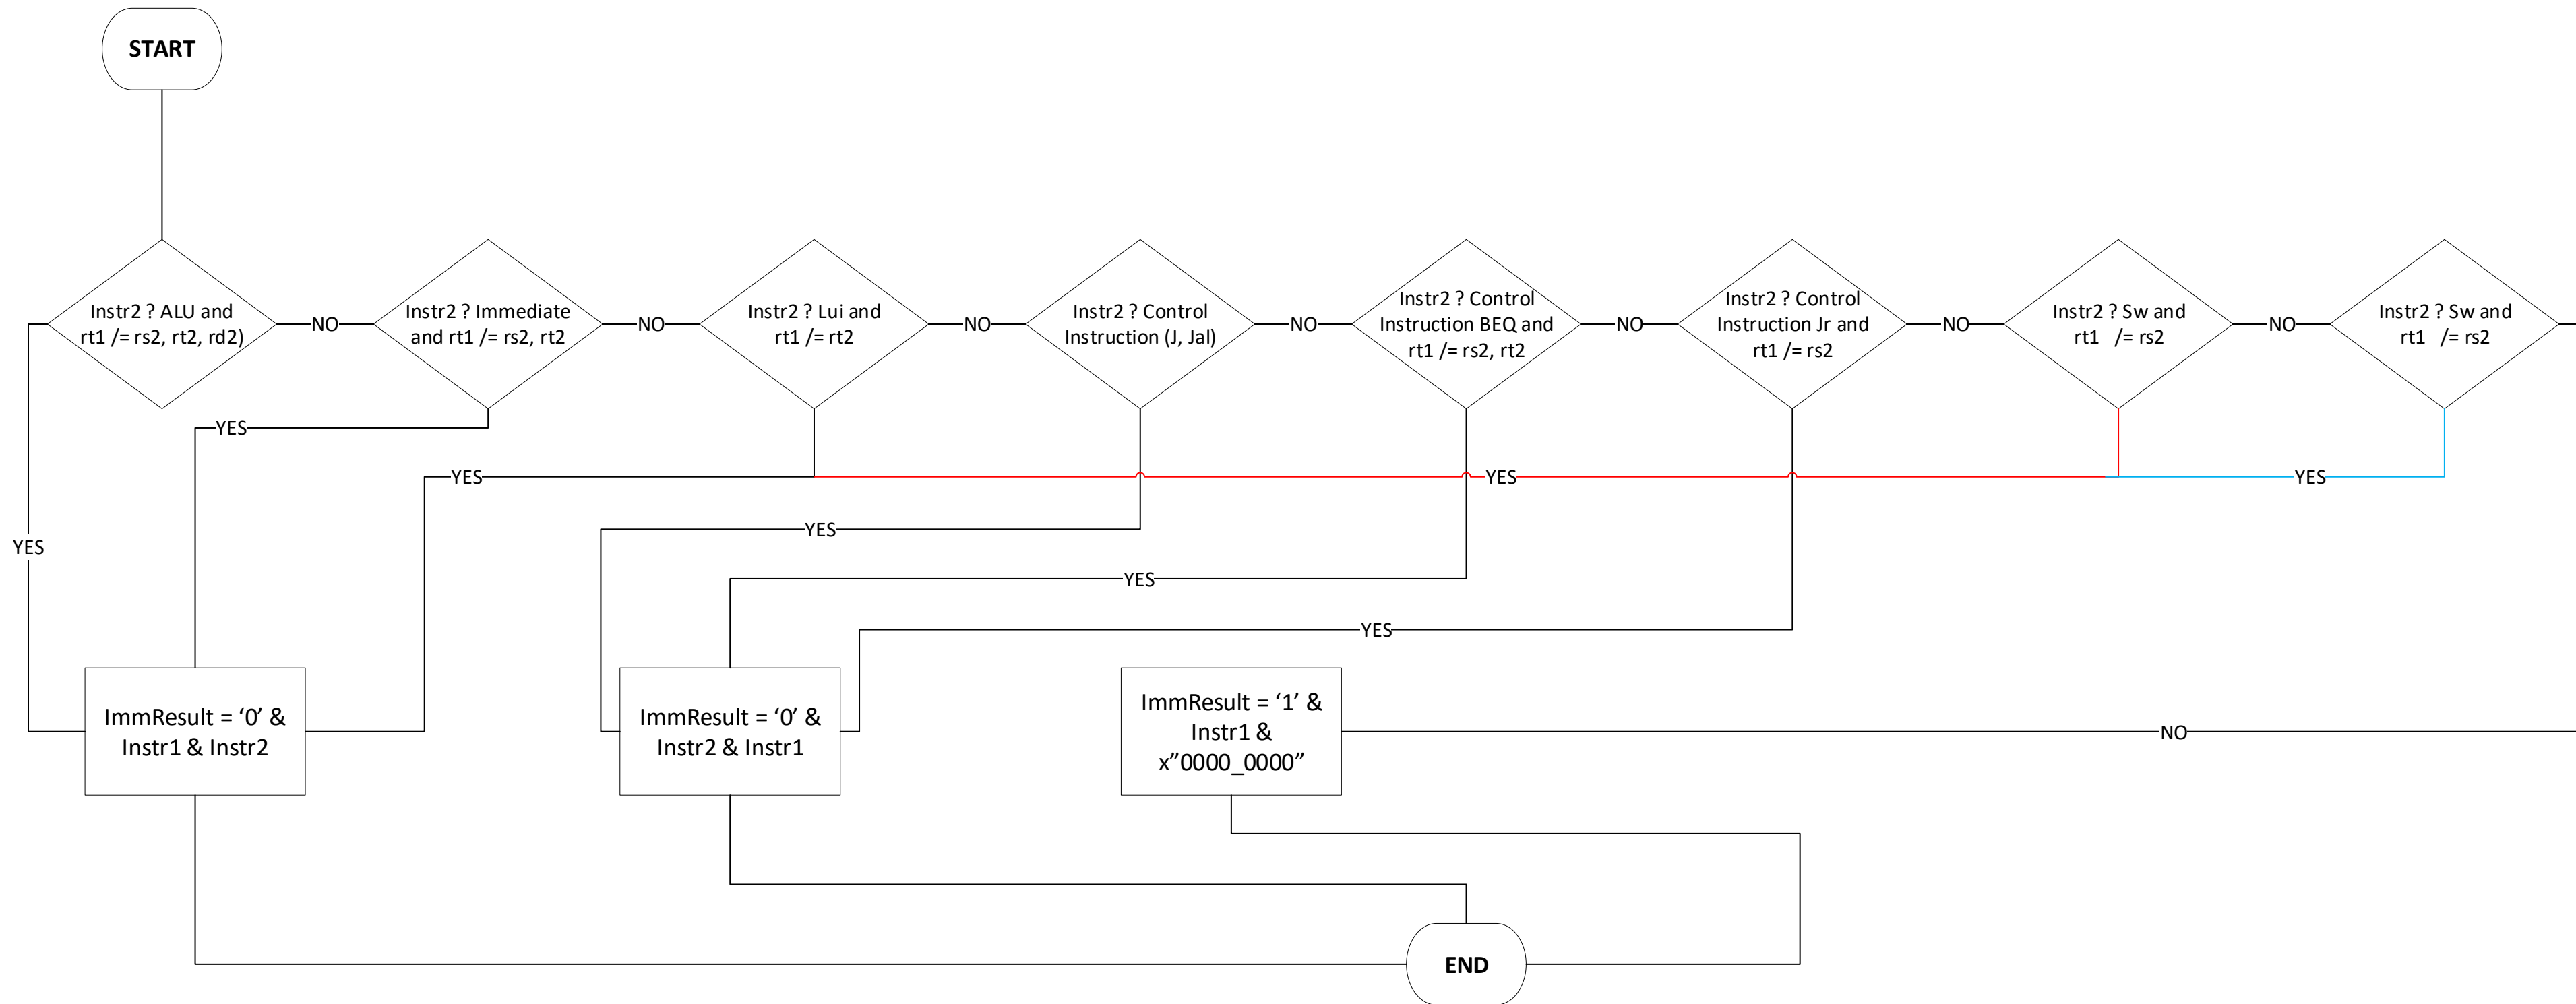 START
Instr2 ? ALU and
rt1 /= rs2, rt2, rd2)
NO
Instr2 ? Immediate
and rt1 /= rs2, rt2
NO
Instr2 ? Lui and
rt1 /= rt2
NO
Instr2 ? Control
Instruction (J, Jal)
NO
Instr2 ? Control
Instruction BEQ and
rt1 /= rs2, rt2
NO
Instr2 ? Control
Instruction Jr and
rt1 /= rs2
NO
Instr2 ? Sw and
rt1 /= rs2
NO
Instr2 ? Sw and
rt1 /= rs2
YES
YES
YES
YES
YES
YES
YES
YES
ImmResult = ‘0’ &
Instr1 & Instr2
ImmResult = ‘0’ &
Instr2 & Instr1
ImmResult = ‘1’ &
Instr1 &
x”0000_0000”
NO
END